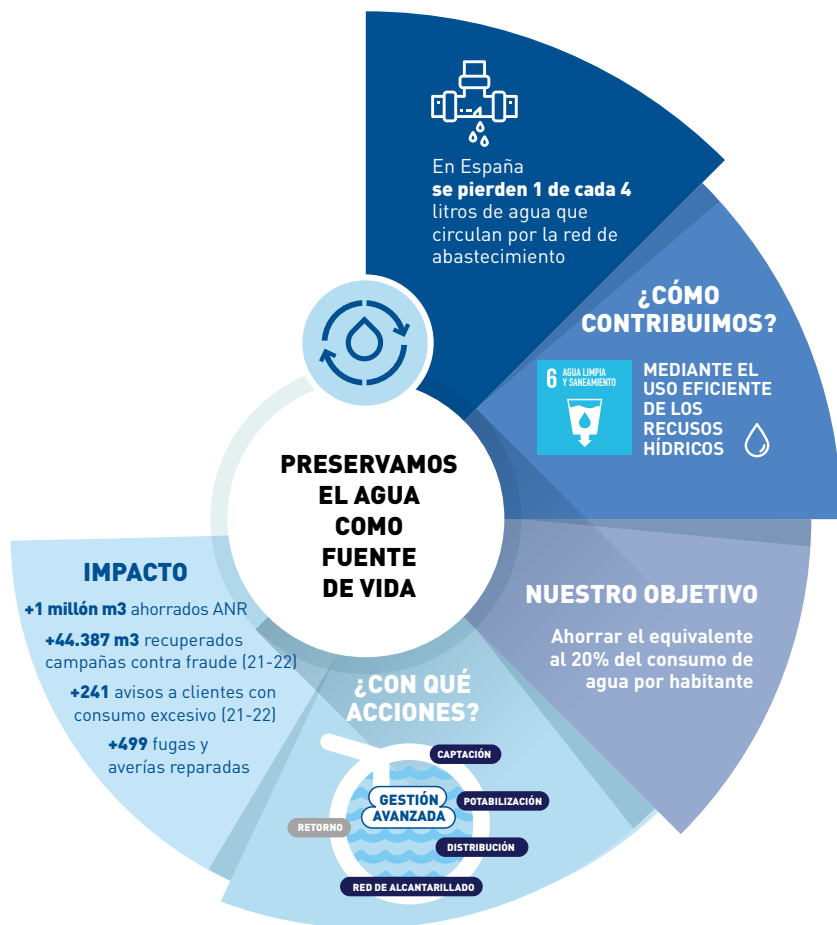 En España
se pierden 1 de cada 4
litros de agua que
circulan por la red de
abastecimiento
¿CÓMO
CONTRIBUIMOS?
6 AGUA LIMPIA
Y SANEAMIENTO
MEDIANTE EL
USO EFICIENTE
DE LOS
RECUSOS
HÍDRICOS
PRESERVAMOS
EL AGUA
COMO
FUENTE
DE VIDA
NUESTRO OBJETIVO
Ahorrar el equivalente
al 20% del consumo de
agua por habitante
¿CON QUÉ
ACCIONES?
CAPTACIÓN
GESTIÓN
AVANZADA
POTABILIZACIÓN
RETORNO
DISTRIBUCIÓN
RED DE ALCANTARILLADO
IMPACTO
+1 millón m3 ahorrados ANR
+44.387 m3 recuperados
campañas contra fraude (21-22)
+241 avisos a clientes con
consumo excesivo (21-22)
+499 fugas y
averías reparadas